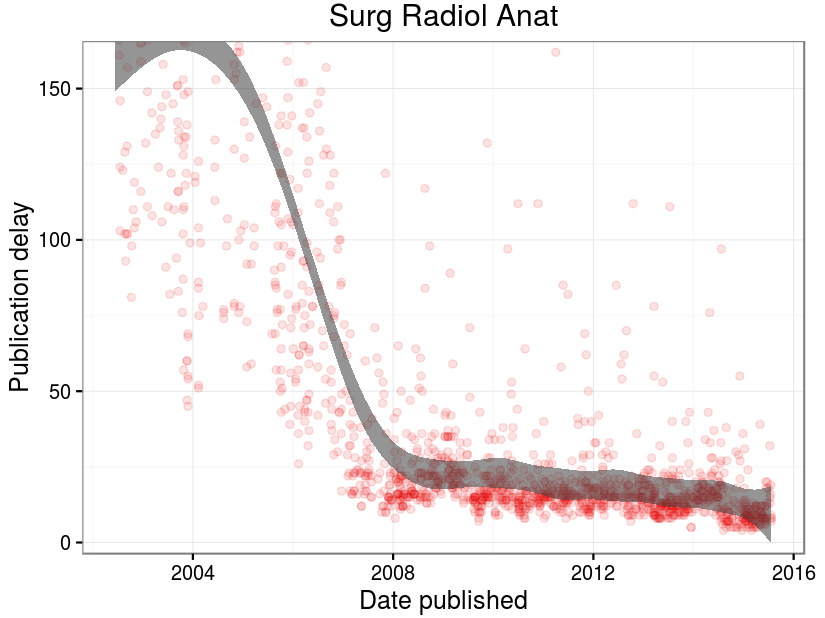 Surg Radiol Anat
Publication delay
150
100
50
0
2004
2008
2012
2016
Date published